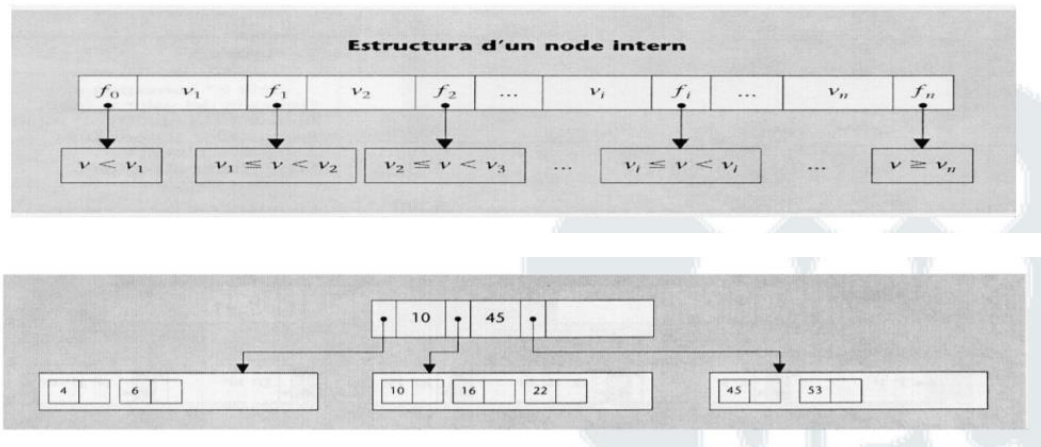 Estructura d'un node intern
f0 v1 f1 v2 f2 ... vi fi ... vn fn
v < v1 v1 ≤ v < v2 v2 ≤ v < v3 ... vi ≤ v < vi ... v ≥ vn
10 45
4 6 10 16 22 45 53